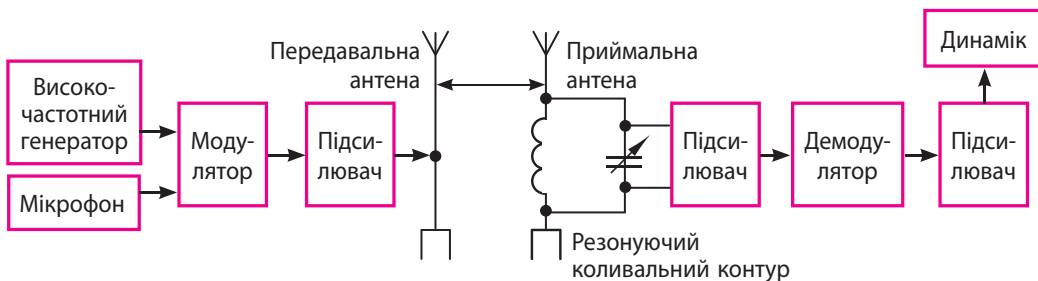 Високо-
частотний
генератор
Мікрофон
Моду-
лятор
Підси-
лювач
Передавальна
антена
Приймальна
антена
Резонуючий
коливальний контур
Підси-
лювач
Демоду-
лятор
Підси-
лювач
Динамік